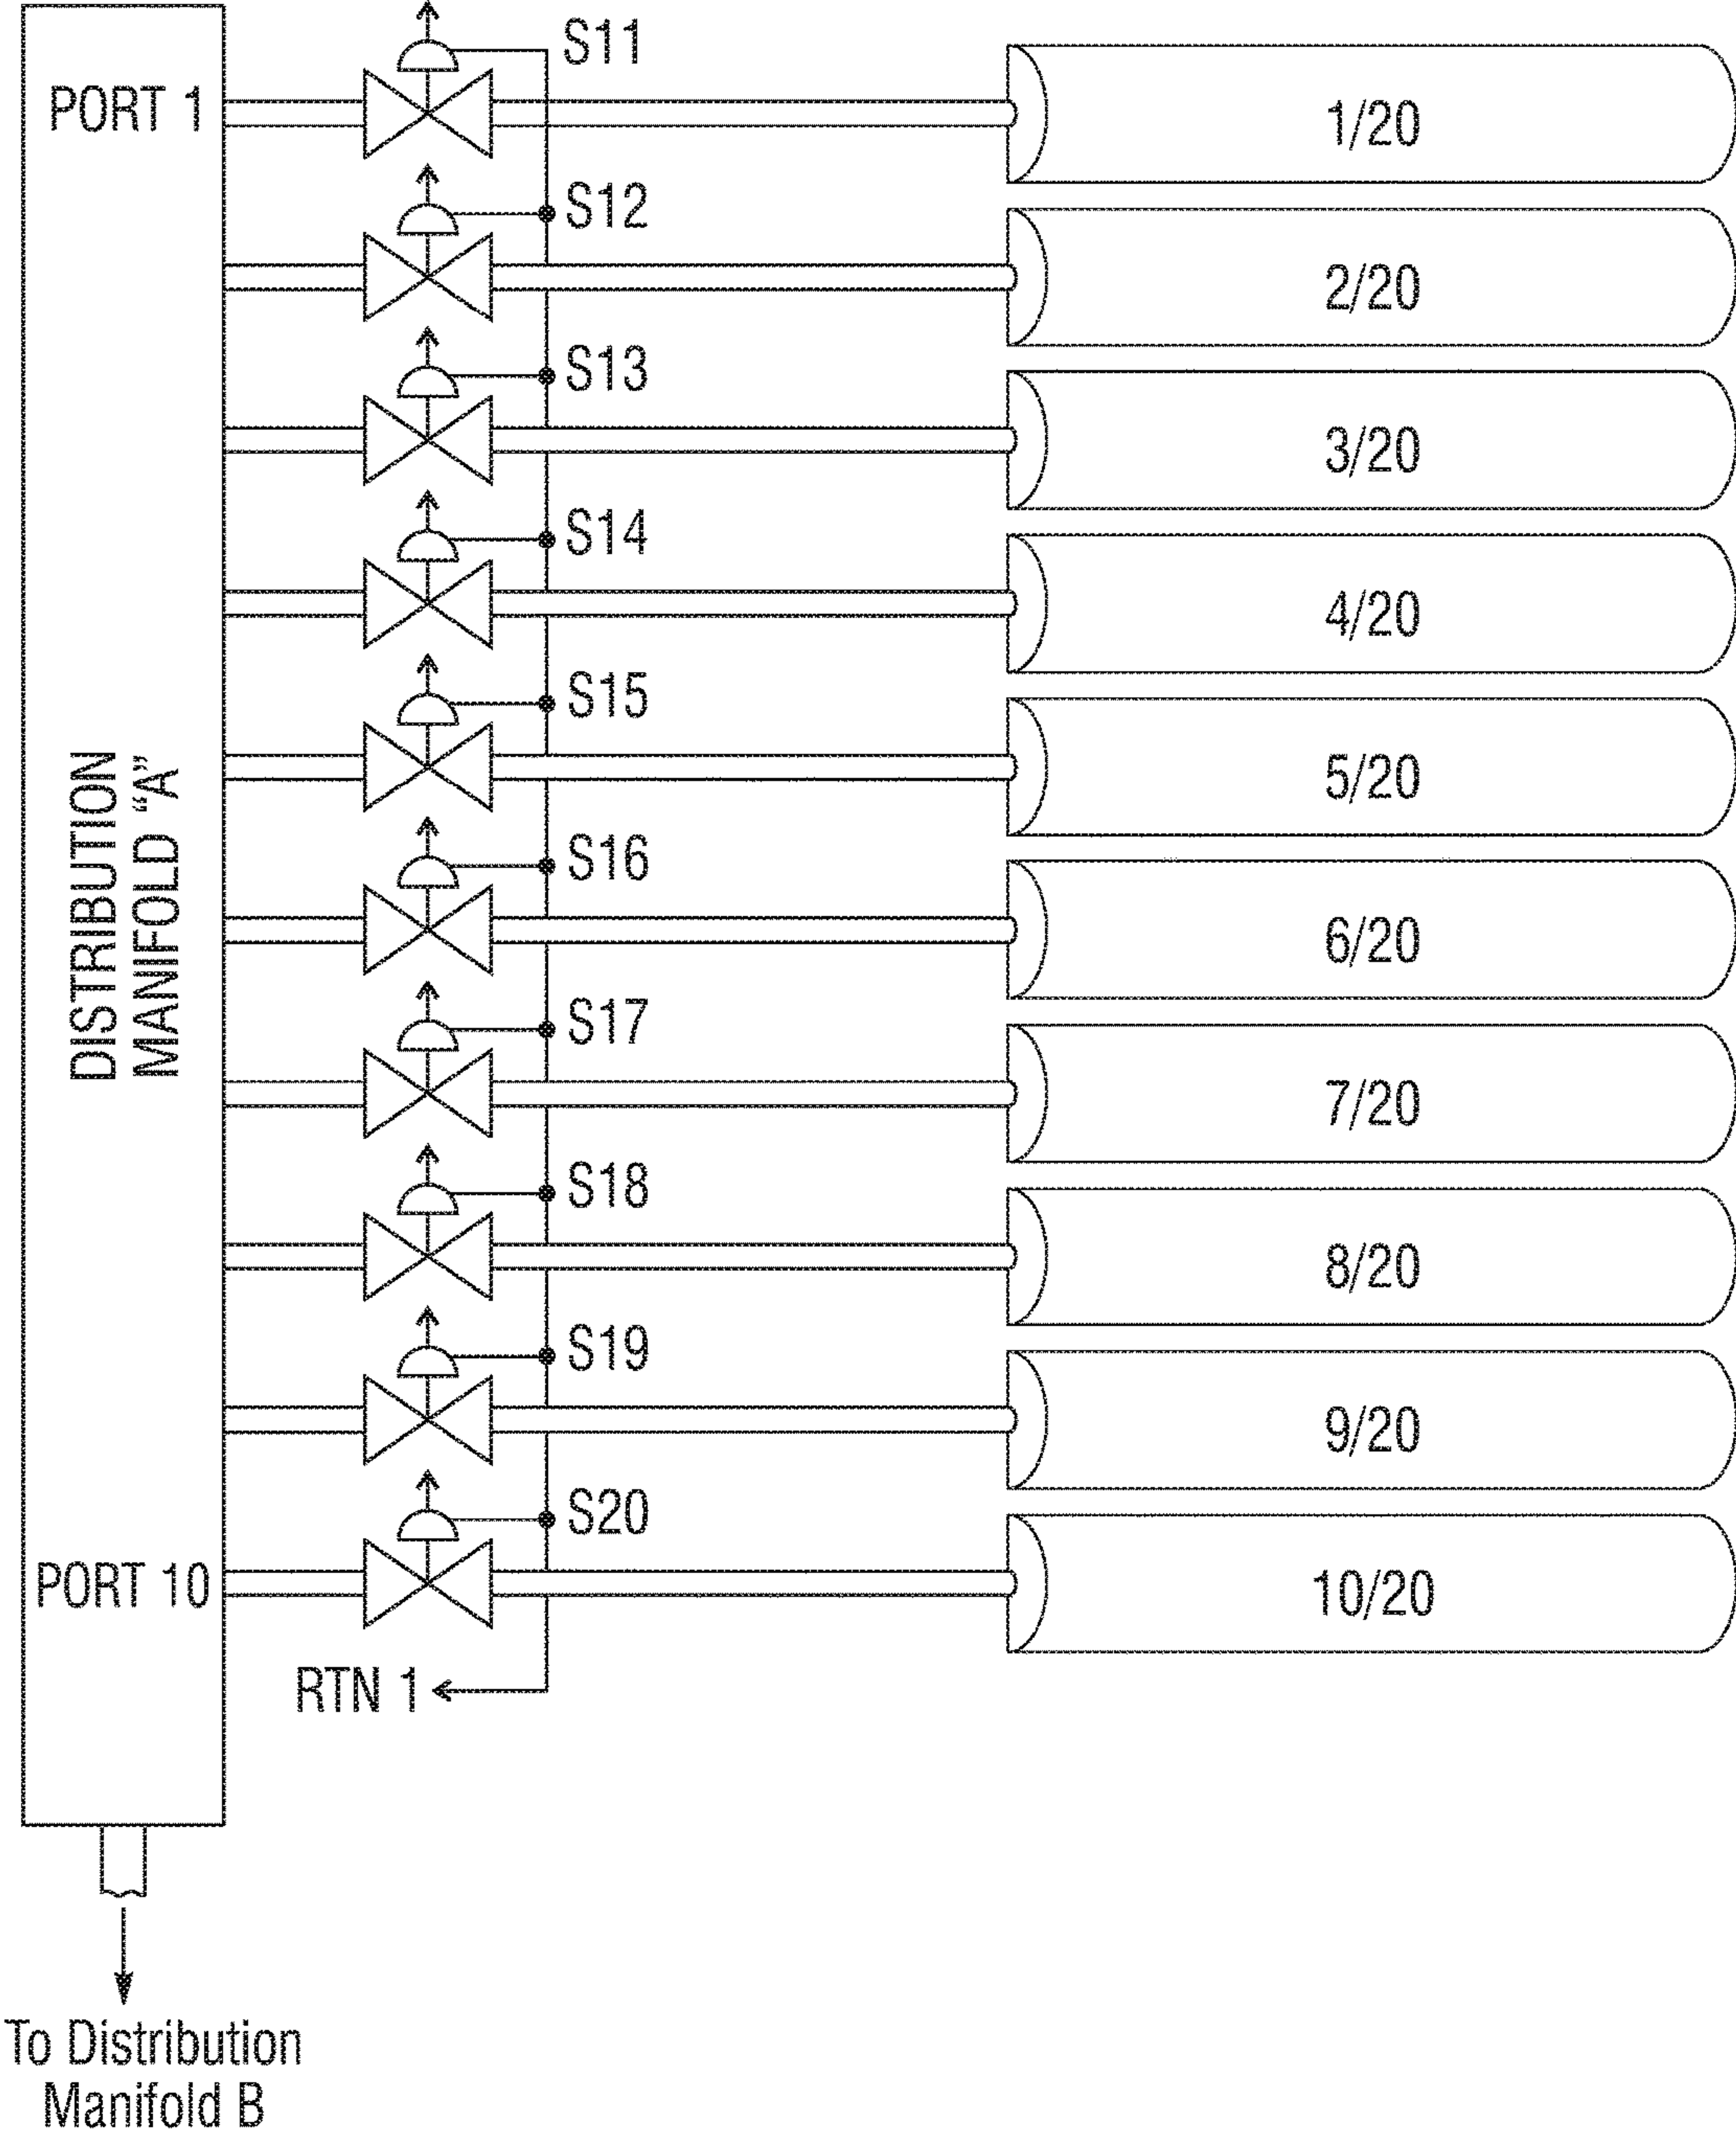 S11
PORT 1
1/20
S12
2/20
S13
3/20
S14
4/20
S15
5/20
DISTRIBUTION
MANIFOLD “A”
S16
6/20
S17
7/20
S18
8/20
S19
9/20
S20
PORT 10
10/20
RTN 1
To Distribution
Manifold B